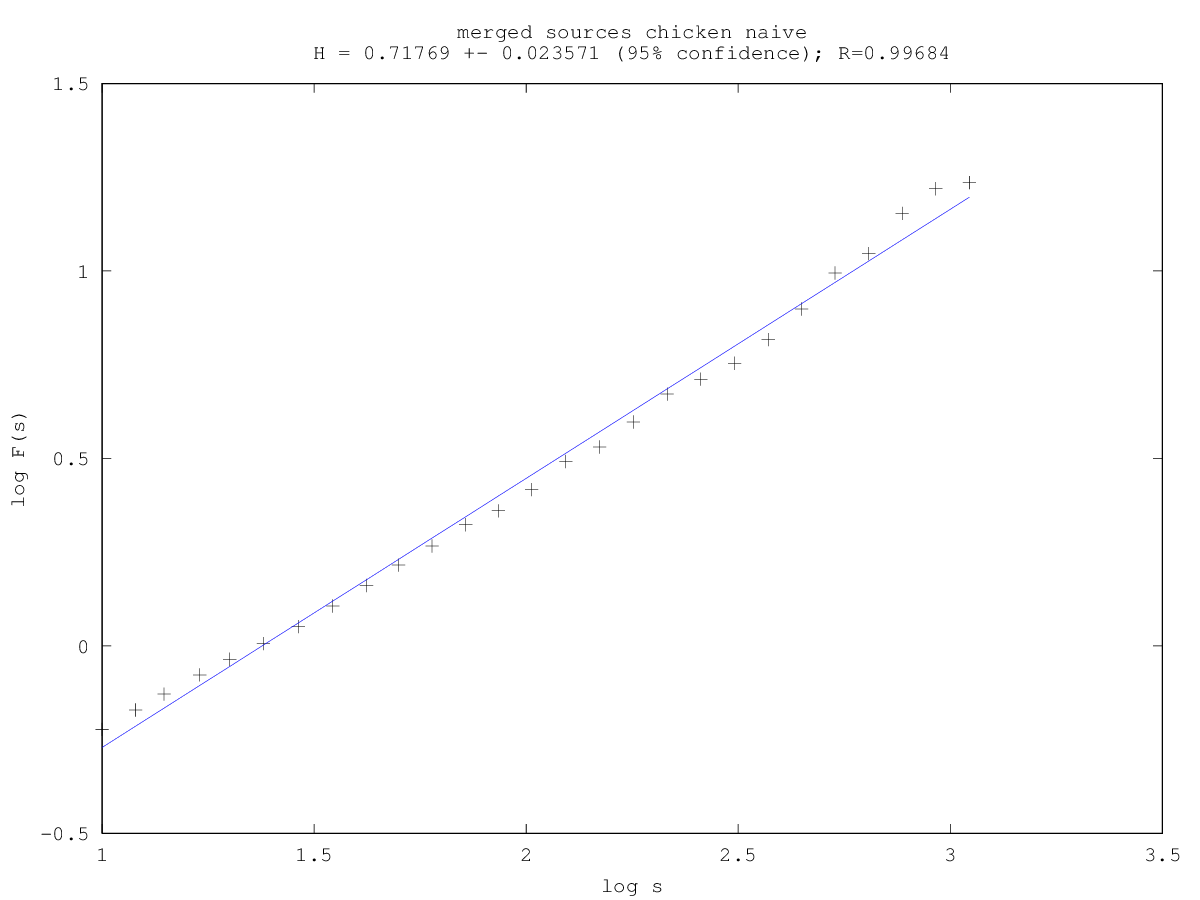 merged sources chicken naive
H = 0.71769 +- 0.023571 (95% confidence); R=0.99684
1.5
1
0.5
0
-0.5
log F(s)
1
1.5
2
2.5
3
3.5
log s